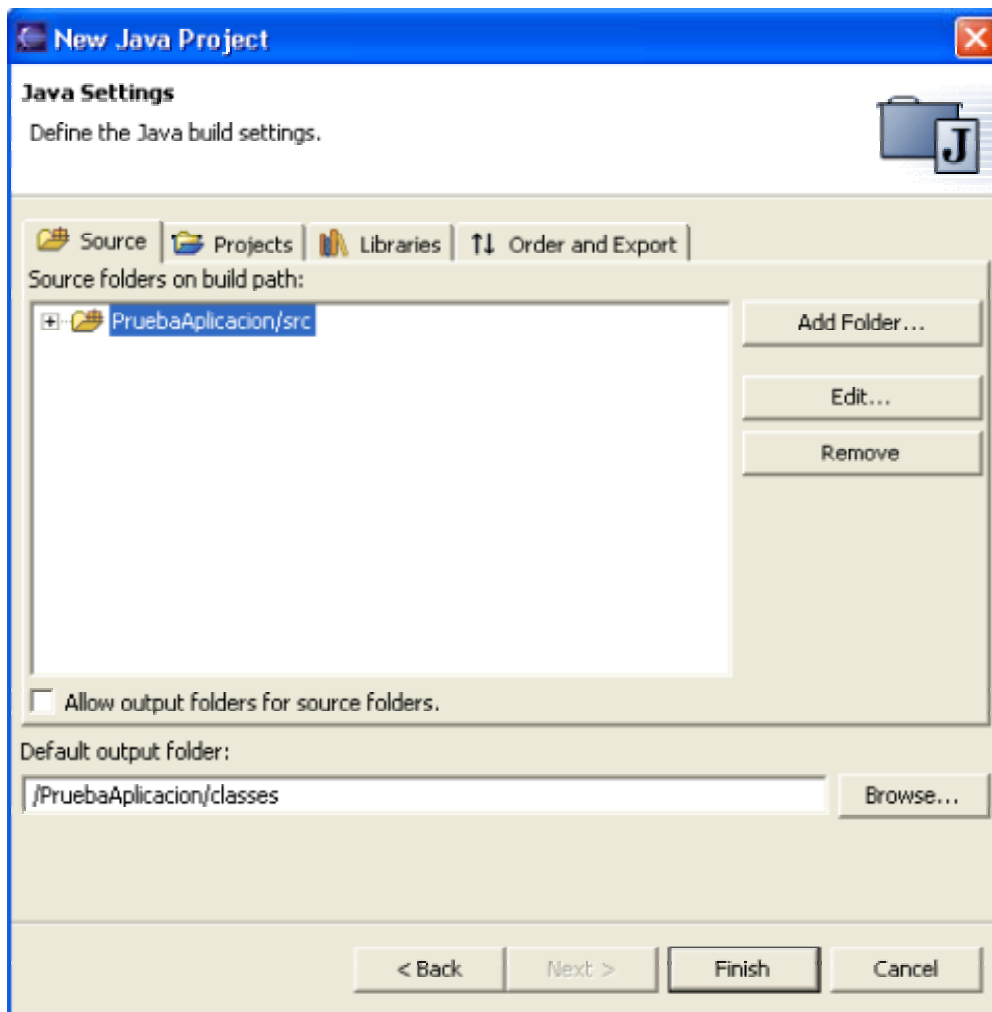 New Java Project
Java Settings
Define the Java build settings.
J
Source Projects Libraries Order and Export
Source folders on build path:
PruebaAplicacion/src
Add Folder...
Edit...
Remove
Allow output folders for source folders.
Default output folder:
/PruebaAplicacion/classes Browse...
< Back Next > Finish Cancel